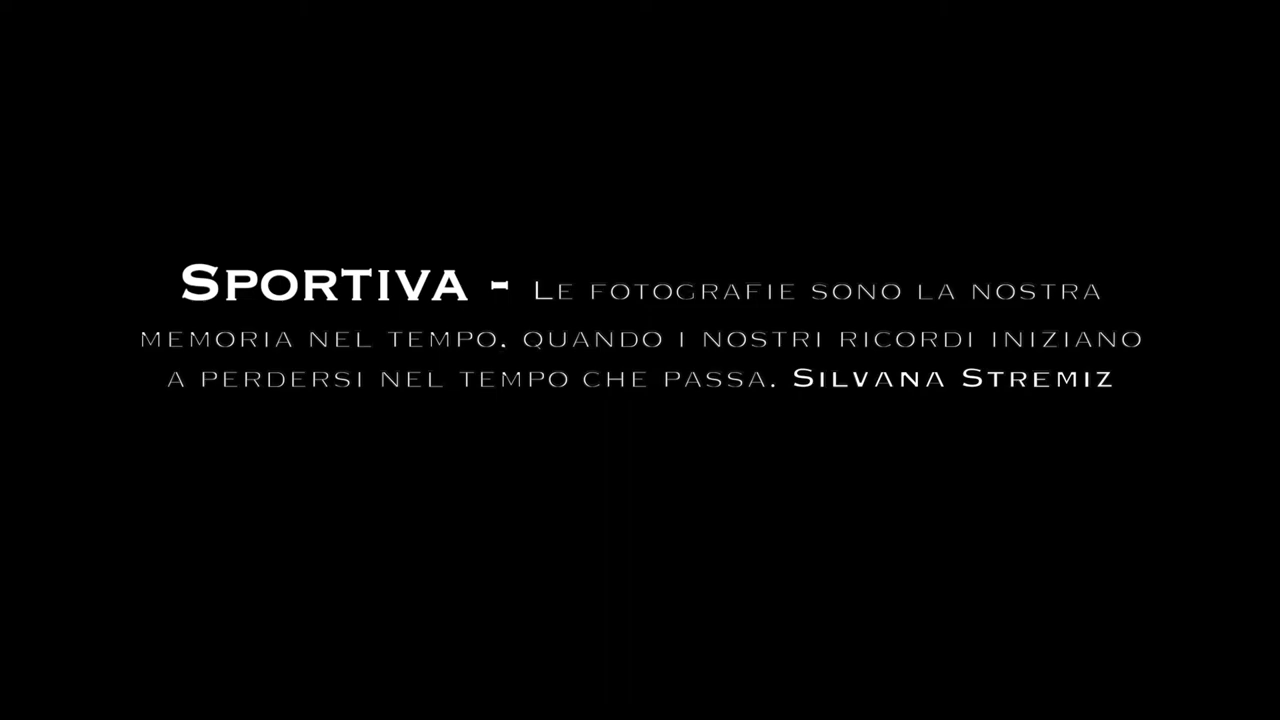 Sportiva - Le fotografie sono la nostra
memoria nel tempo, quando i nostri ricordi iniziano
a perdersi nel tempo che passa. Silvana Stremiz